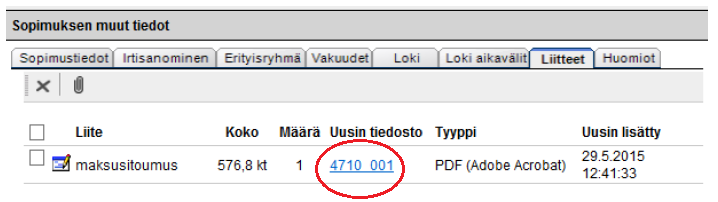 Sopimuksen muut tiedot
Sopimustiedot Irtisanominen Erityisryhmä Vakuudet Loki Loki aikavälit Liitteet Huomiot
Liite Koko Määrä Uusin tiedosto Tyyppi Uusin lisätty
maksusitoumus 576,8 kt 1 4710_001 PDF (Adobe Acrobat) 29.5.2015
12:41:33